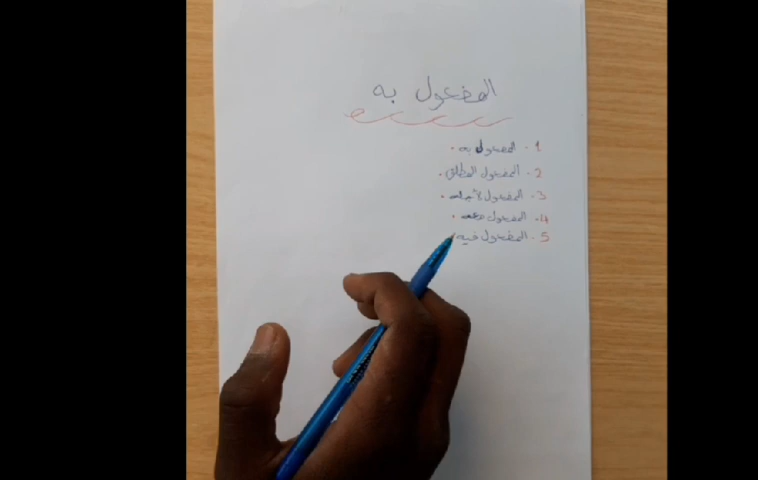 المفعول به
1. المفعول به.
2. المفعول المطلق.
3. المفعول لأجله.
4. المفعول معه.
5. المفعول فيه.